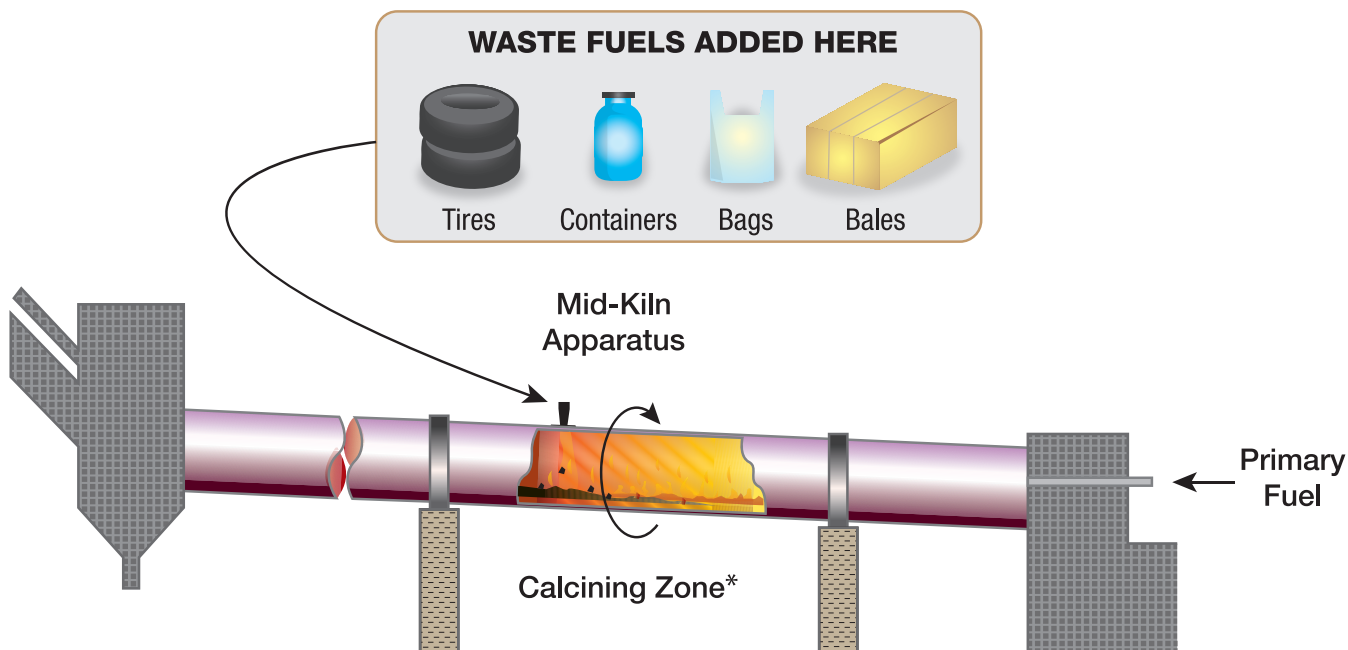 WASTE FUELS ADDED HERE
Tires Containers Bags Bales
Mid-Kiln
Apparatus
Primary
Fuel
Calcining Zone*